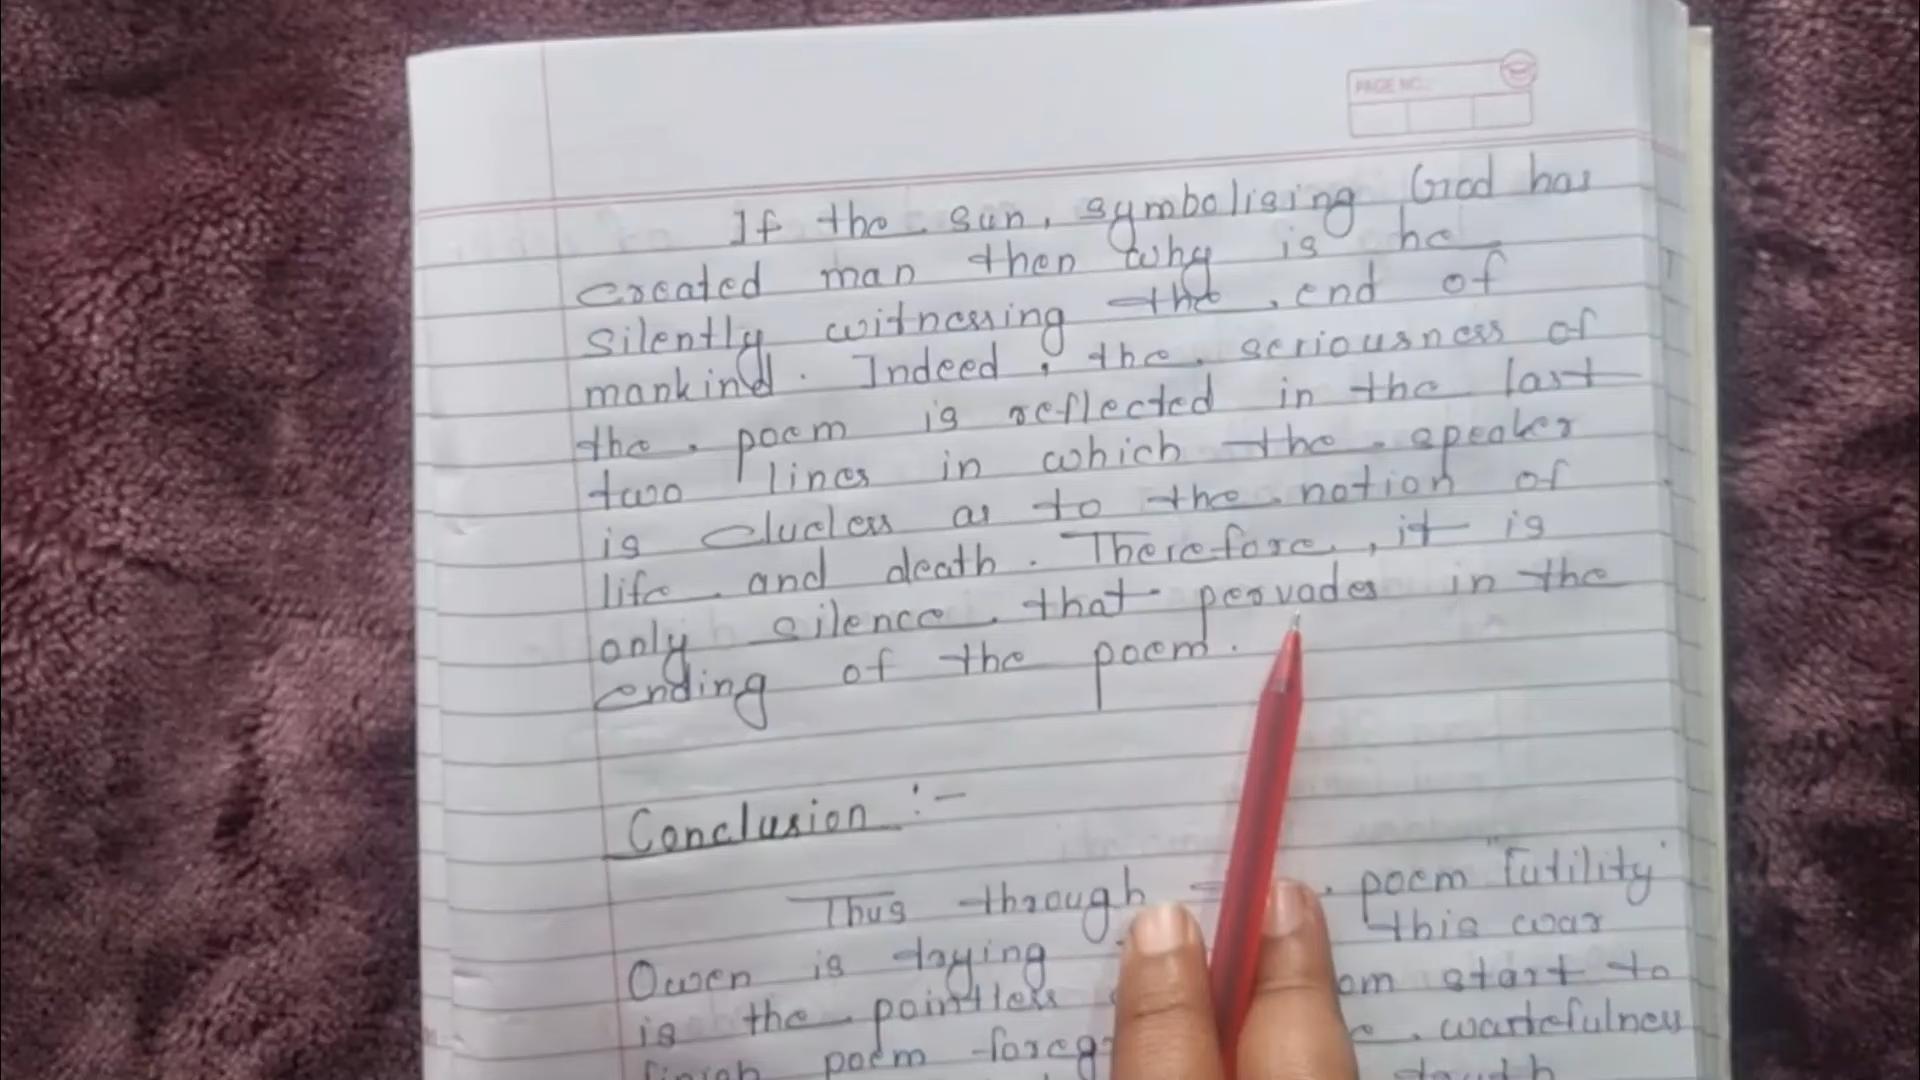 PAGE NO.:
If the sun, symbolising God has
created man then why is he
silently witnessing the end of
mankind. Indeed, the seriousness of
the poem is reflected in the last
two lines in which the speaker
is clueless as to the notion of
life and death. Therefore, it is
only silence that pervades in the
ending of the poem.
Conclusion :-
Thus through poem "Futility"
Owen is trying this war
is the pointless start to
finish poem wastefulness